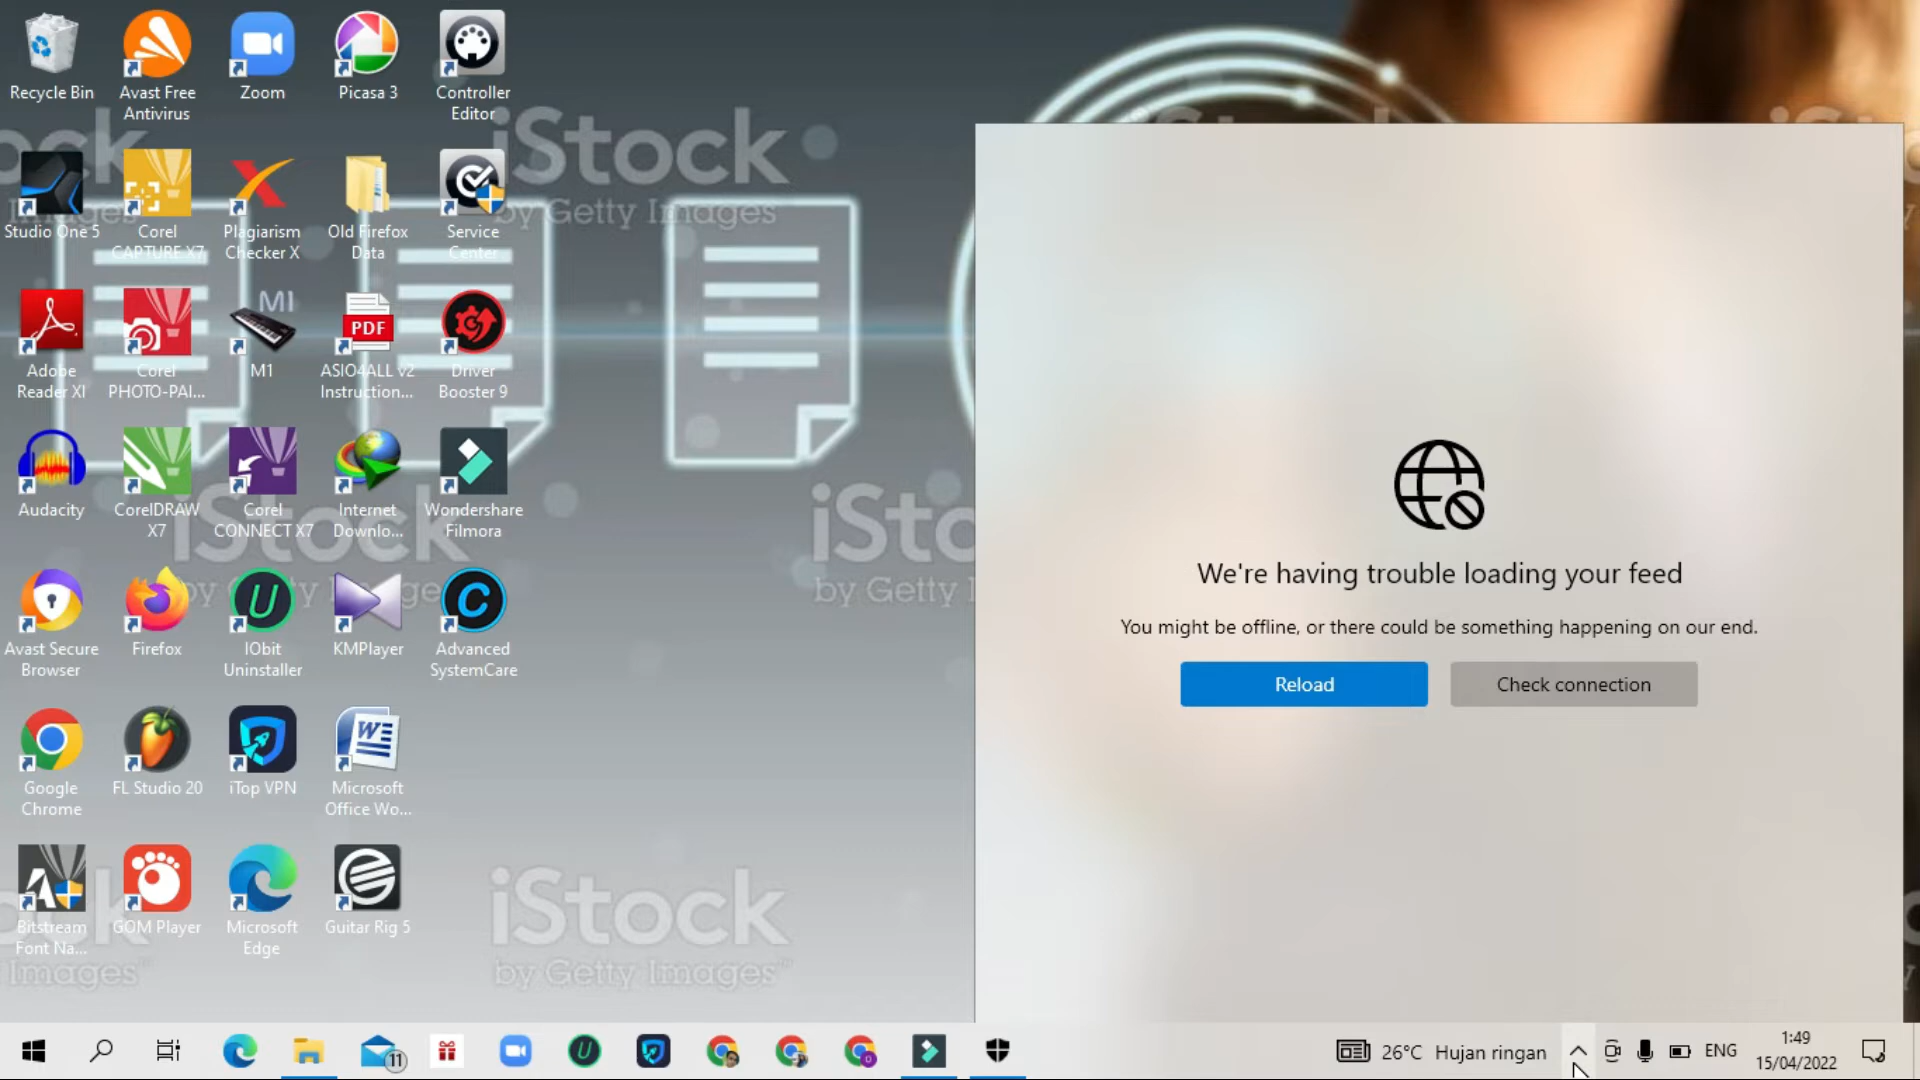 Recycle Bin
Avast Free
Antivirus
Zoom
Picasa 3
Controller
Editor
Studio One 5
Corel
CAPTURE X7
Plagiarism
Checker X
Old Firefox
Data
Service
Center
Adobe
Reader XI
Corel
PHOTO-PAI...
M1
M1
PDF
ASIO4ALL v2
Instruction...
Driver
Booster 9
Audacity
CorelDRAW
X7
Corel
CONNECT X7
Internet
Downlo...
Wondershare
Filmora
Avast Secure
Browser
Firefox
IObit
Uninstaller
KMPlayer
Advanced
SystemCare
Google
Chrome
FL Studio 20
iTop VPN
Microsoft
Office Wo...
Bitstream
Font Na...
GOM Player
Microsoft
Edge
Guitar Rig 5
iStock
by Getty Images
iStock
by Getty Images
We're having trouble loading your feed
You might be offline, or there could be something happening on our end.
Reload
Check connection
11
26°C Hujan ringan
ENG
1:49
15/04/2022